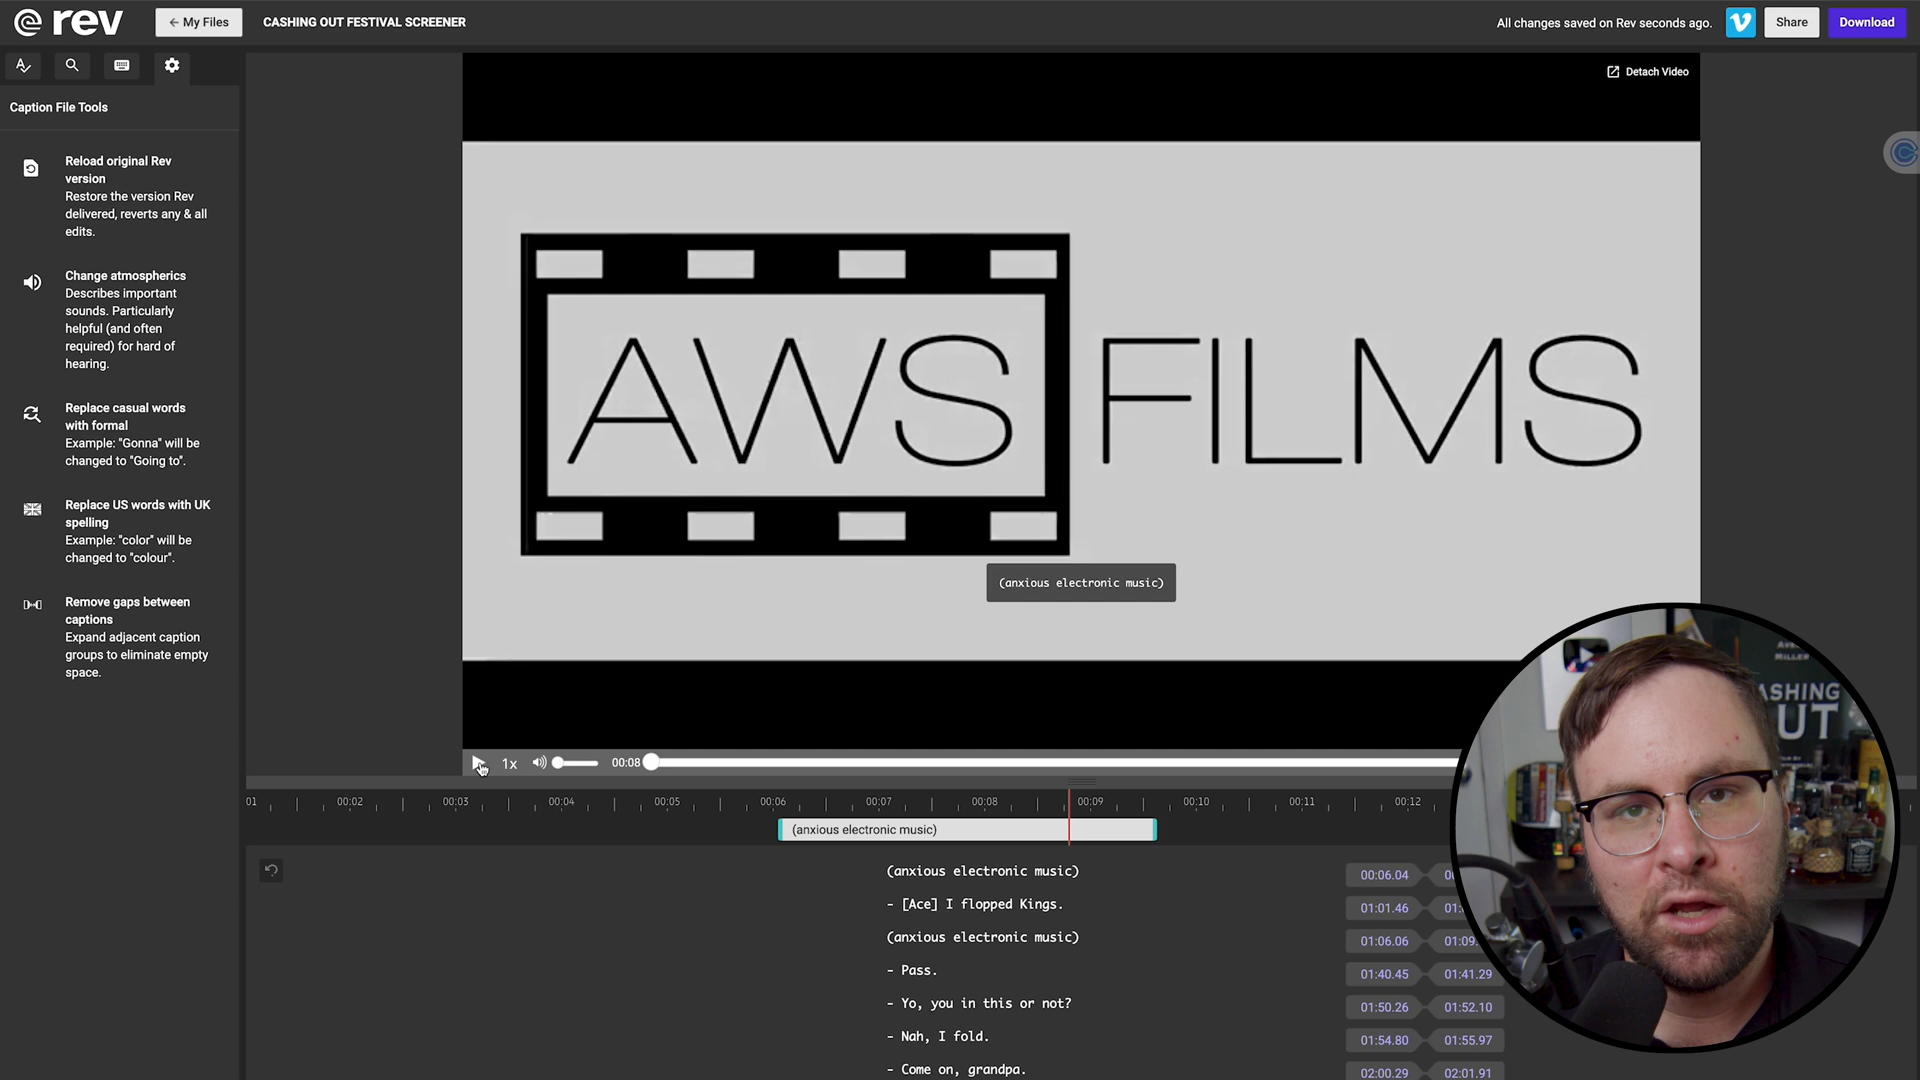 rev
← My Files
CASHING OUT FESTIVAL SCREENER
All changes saved on Rev seconds ago.
Share
Download
Caption File Tools
Reload original Rev
version
Restore the version Rev
delivered, reverts any & all
edits.
Change atmospherics
Describes important
sounds. Particularly
helpful (and often
required) for hard of
hearing.
Replace casual words
with formal
Example: "Gonna" will be
changed to "Going to".
Replace US words with UK
spelling
Example: "color" will be
changed to "colour".
Remove gaps between
captions
Expand adjacent caption
groups to eliminate empty
space.
Detach Video
AWS FILMS
(anxious electronic music)
1x
00:08
01 00:02 00:03 00:04 00:05 00:06 00:07 00:08 00:09 00:10 00:11 00:12
(anxious electronic music)
(anxious electronic music) 00:06.04
- [Ace] I flopped Kings. 01:01.46
(anxious electronic music) 01:06.06 01:09.
- Pass. 01:40.45 01:41.29
- Yo, you in this or not? 01:50.26 01:52.10
- Nah, I fold. 01:54.80 01:55.97
- Come on, grandpa. 02:00.29 02:01.91
MILLER
ASHING
UT